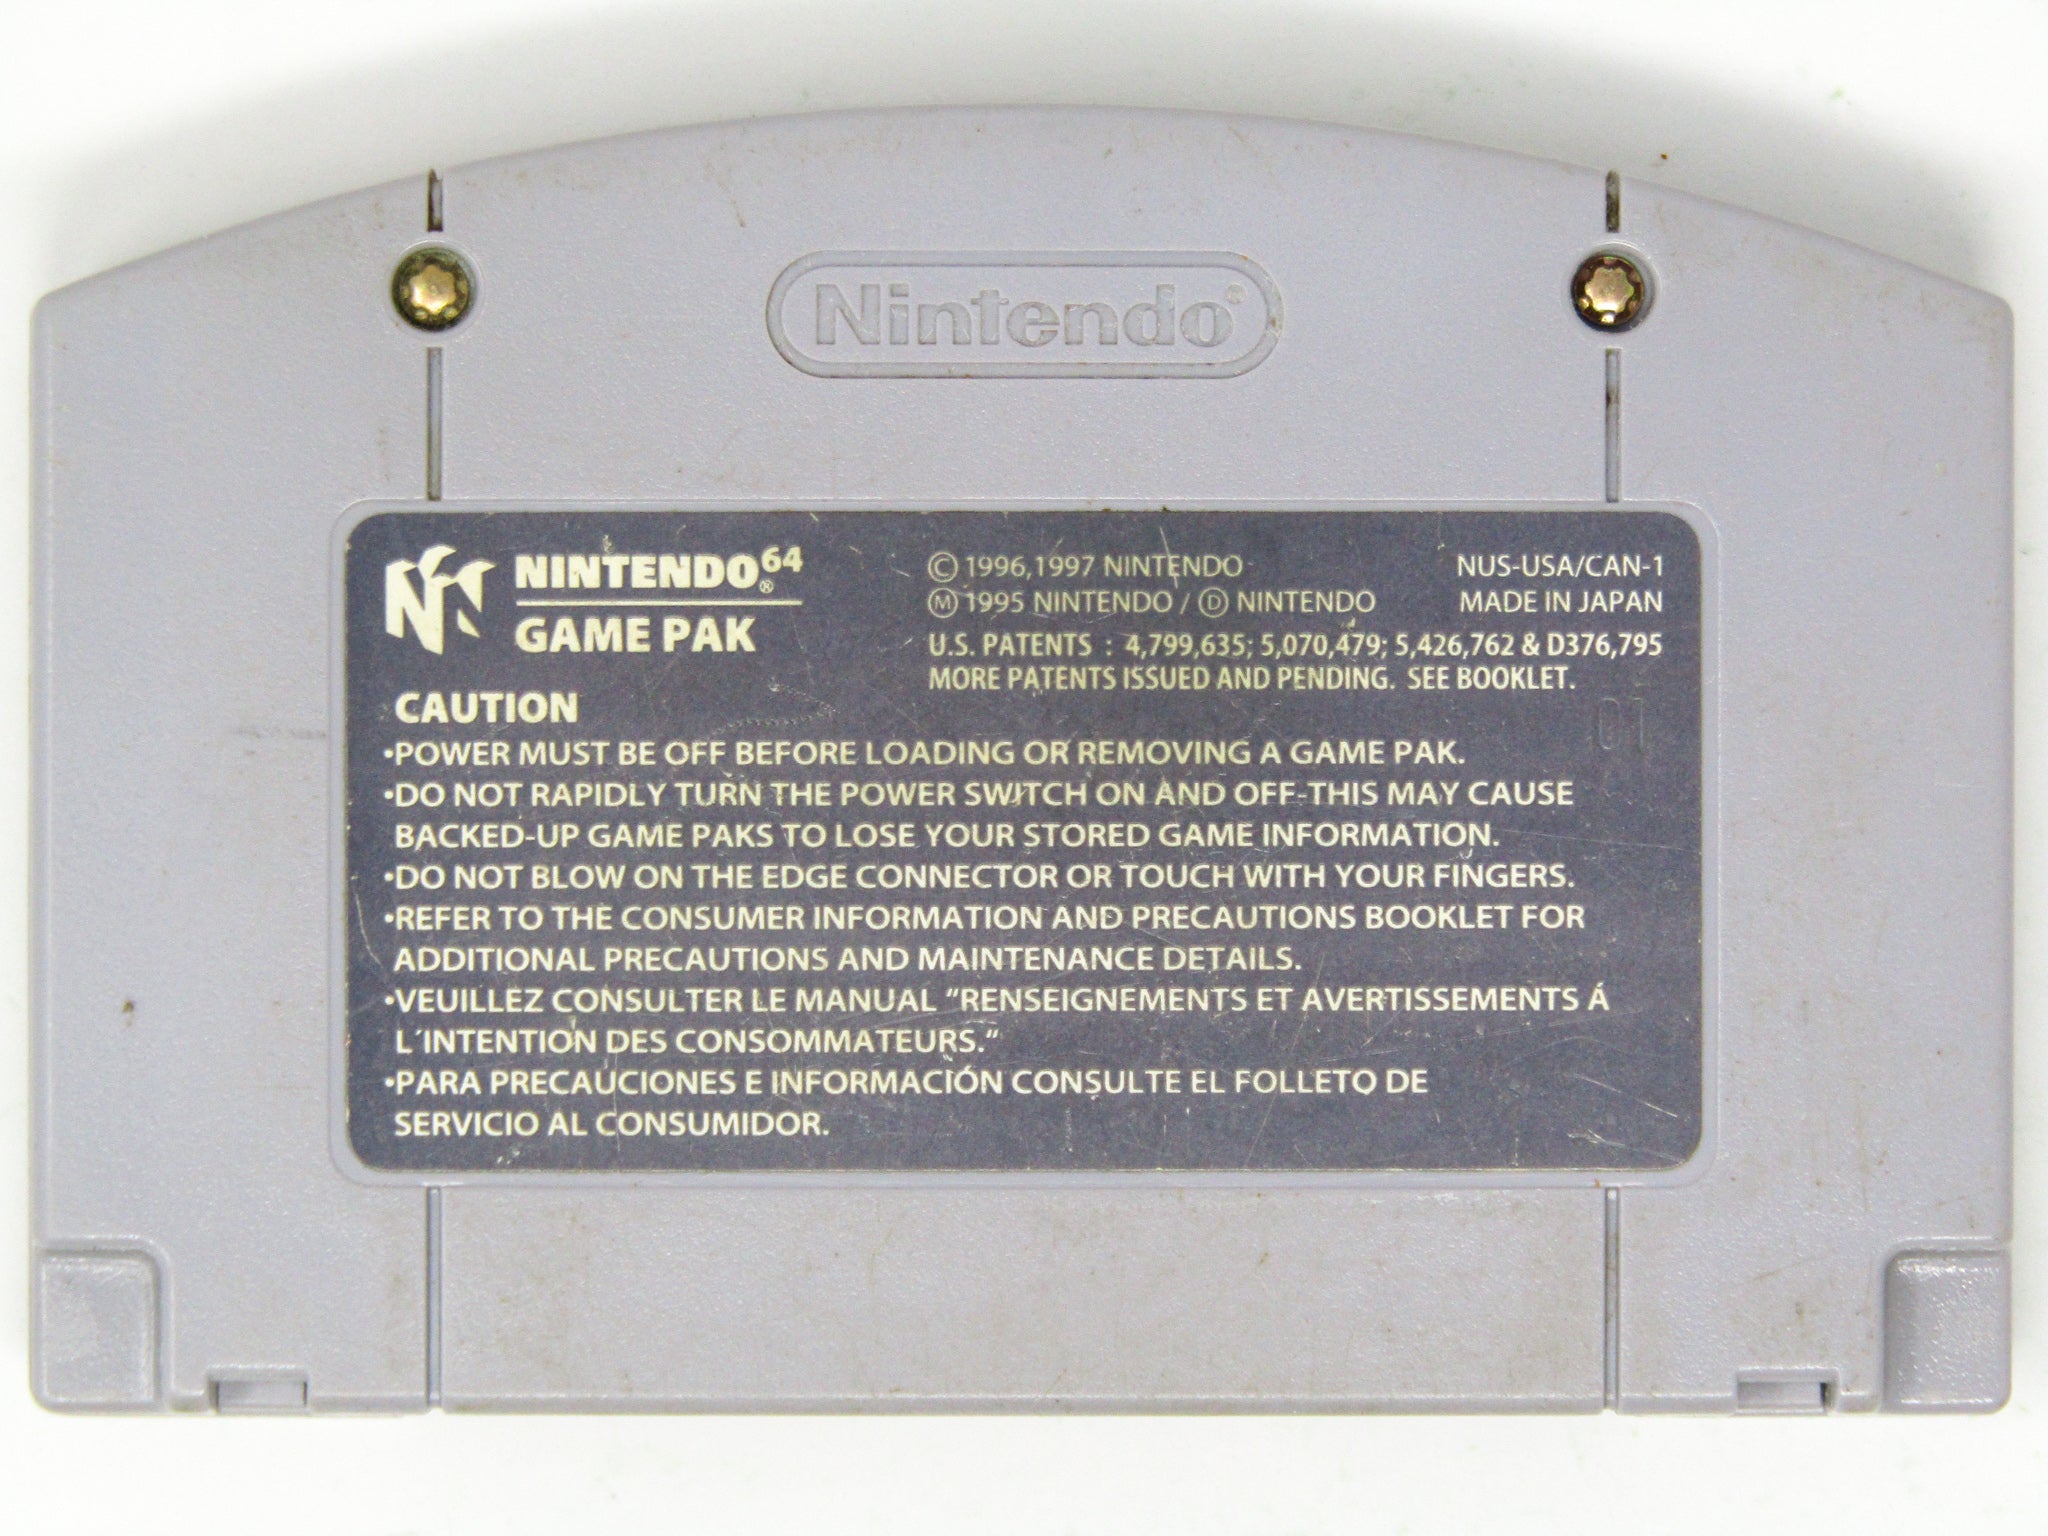 Nintendo®
NINTENDO64®
GAME PAK
© 1996,1997 NINTENDO
Ⓜ 1995 NINTENDO / Ⓓ NINTENDO
NUS-USA/CAN-1
MADE IN JAPAN
U.S. PATENTS : 4,799,635; 5,070,479; 5,426,762 & D376,795
MORE PATENTS ISSUED AND PENDING. SEE BOOKLET.
01
CAUTION
•POWER MUST BE OFF BEFORE LOADING OR REMOVING A GAME PAK.
•DO NOT RAPIDLY TURN THE POWER SWITCH ON AND OFF-THIS MAY CAUSE
BACKED-UP GAME PAKS TO LOSE YOUR STORED GAME INFORMATION.
•DO NOT BLOW ON THE EDGE CONNECTOR OR TOUCH WITH YOUR FINGERS.
•REFER TO THE CONSUMER INFORMATION AND PRECAUTIONS BOOKLET FOR
ADDITIONAL PRECAUTIONS AND MAINTENANCE DETAILS.
•VEUILLEZ CONSULTER LE MANUAL “RENSEIGNEMENTS ET AVERTISSEMENTS Á
L´INTENTION DES CONSOMMATEURS.“
•PARA PRECAUCIONES E INFORMACIÓN CONSULTE EL FOLLETO DE
SERVICIO AL CONSUMIDOR.